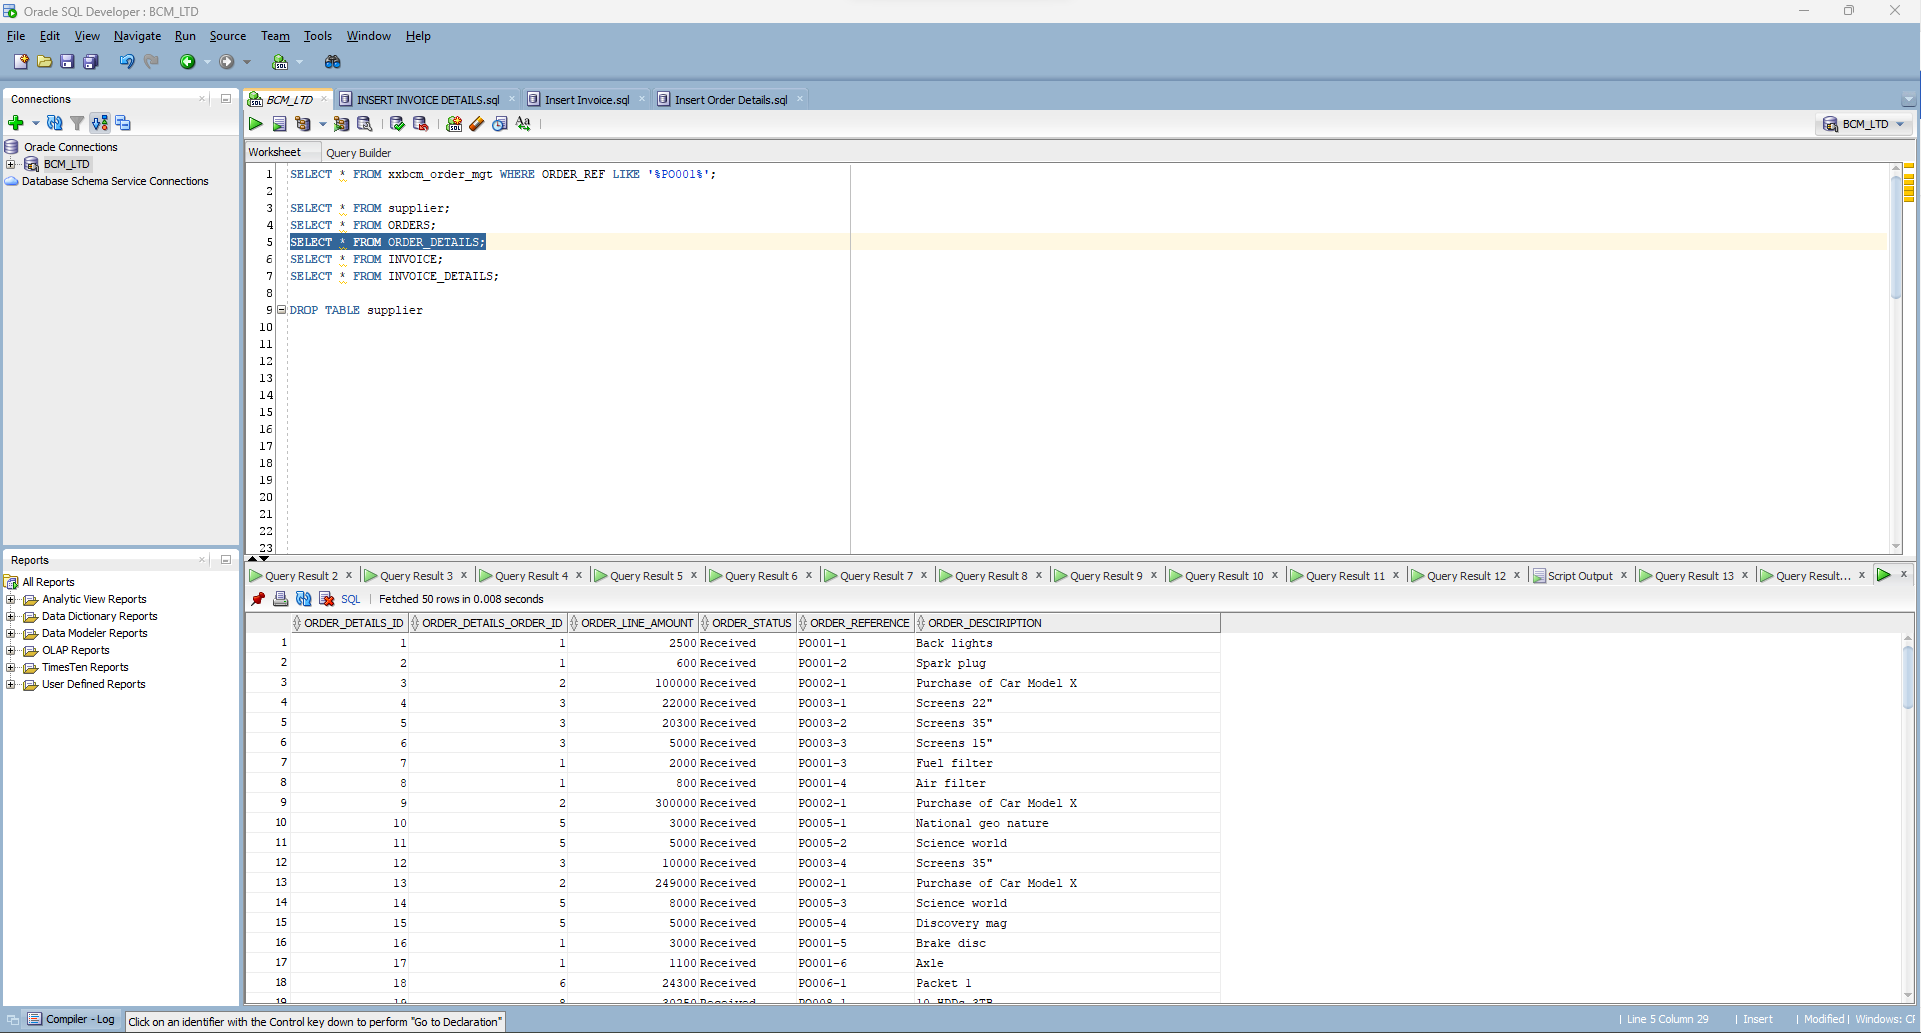 Oracle SQL Developer : BCM_LTD
File Edit View Navigate Run Source Team Tools Window Help
Connections
Oracle Connections
BCM_LTD
Database Schema Service Connections
Reports
All Reports
Analytic View Reports
Data Dictionary Reports
Data Modeler Reports
OLAP Reports
TimesTen Reports
User Defined Reports
BCM_LTD INSERT INVOICE DETAILS.sql Insert Invoice.sql Insert Order Details.sql
BCM_LTD
Worksheet Query Builder
1 SELECT * FROM xxbcm_order_mgt WHERE ORDER_REF LIKE '%PO001%';
2
3 SELECT * FROM supplier;
4 SELECT * FROM ORDERS;
5 SELECT * FROM ORDER_DETAILS;
6 SELECT * FROM INVOICE;
7 SELECT * FROM INVOICE_DETAILS;
8
9 DROP TABLE supplier
10
11
12
13
14
15
16
17
18
19
20
21
22
23
Query Result 2 Query Result 3 Query Result 4 Query Result 5 Query Result 6 Query Result 7 Query Result 8 Query Result 9 Query Result 10 Query Result 11 Query Result 12 Script Output Query Result 13 Query Result...
SQL | Fetched 50 rows in 0.008 seconds
ORDER_DETAILS_ID ORDER_DETAILS_ORDER_ID ORDER_LINE_AMOUNT ORDER_STATUS ORDER_REFERENCE ORDER_DESCIRIPTION
1 1 1 2500 Received PO001-1 Back lights
2 2 1 600 Received PO001-2 Spark plug
3 3 2 100000 Received PO002-1 Purchase of Car Model X
4 4 3 22000 Received PO003-1 Screens 22"
5 5 3 20300 Received PO003-2 Screens 35"
6 6 3 5000 Received PO003-3 Screens 15"
7 7 1 2000 Received PO001-3 Fuel filter
8 8 1 800 Received PO001-4 Air filter
9 9 2 300000 Received PO002-1 Purchase of Car Model X
10 10 5 3000 Received PO005-1 National geo nature
11 11 5 5000 Received PO005-2 Science world
12 12 3 10000 Received PO003-4 Screens 35"
13 13 2 249000 Received PO002-1 Purchase of Car Model X
14 14 5 8000 Received PO005-3 Science world
15 15 5 5000 Received PO005-4 Discovery mag
16 16 1 3000 Received PO001-5 Brake disc
17 17 1 1100 Received PO001-6 Axle
18 18 6 24300 Received PO006-1 Packet 1
19 19 8 30250 Received PO008-1 10 HDDs 3TB
Compiler - Log Click on an identifier with the Control key down to perform "Go to Declaration"
| Line 5 Column 29 | Insert | Modified | Windows: CF